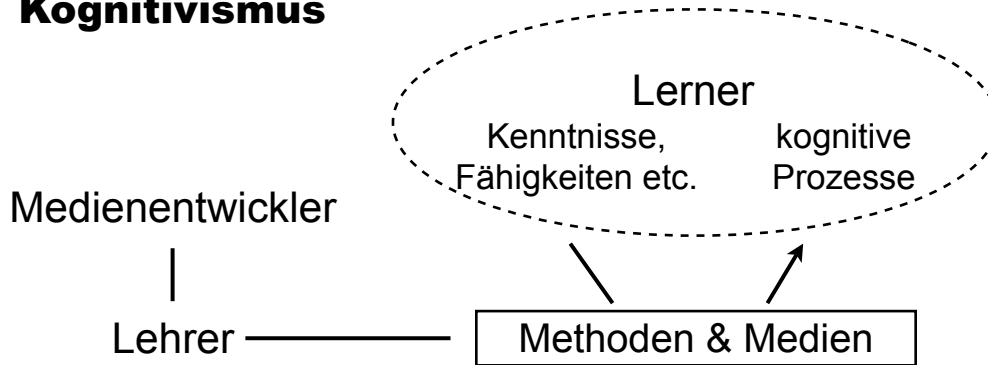 Kognitivismus
Lerner
Kenntnisse, kognitive
Fähigkeiten etc. Prozesse
Medienentwickler
Lehrer Methoden & Medien